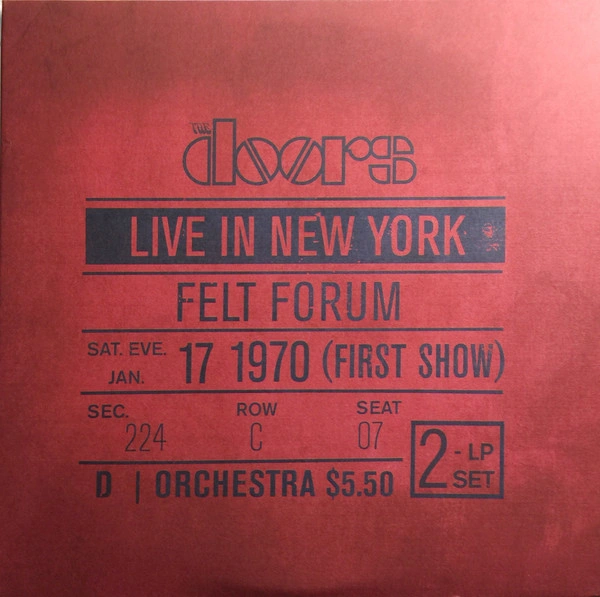 THE
doors
LIVE IN NEW YORK
FELT FORUM
SAT. EVE. JAN. 17 1970 (FIRST SHOW)
SEC. ROW SEAT
224 C 07
D | ORCHESTRA $5.50
2 - LP SET